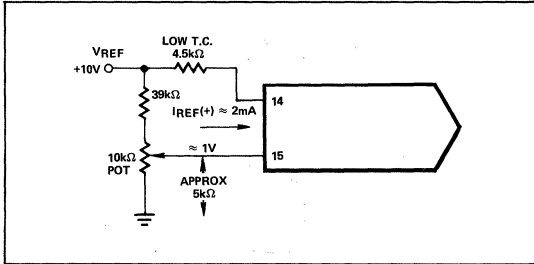 LOW T.C.
4.5kΩ
VREF
+10V
39kΩ
14
IREF(+) ≈ 2mA
≈ 1V
15
10kΩ
POT
APPROX
5kΩ